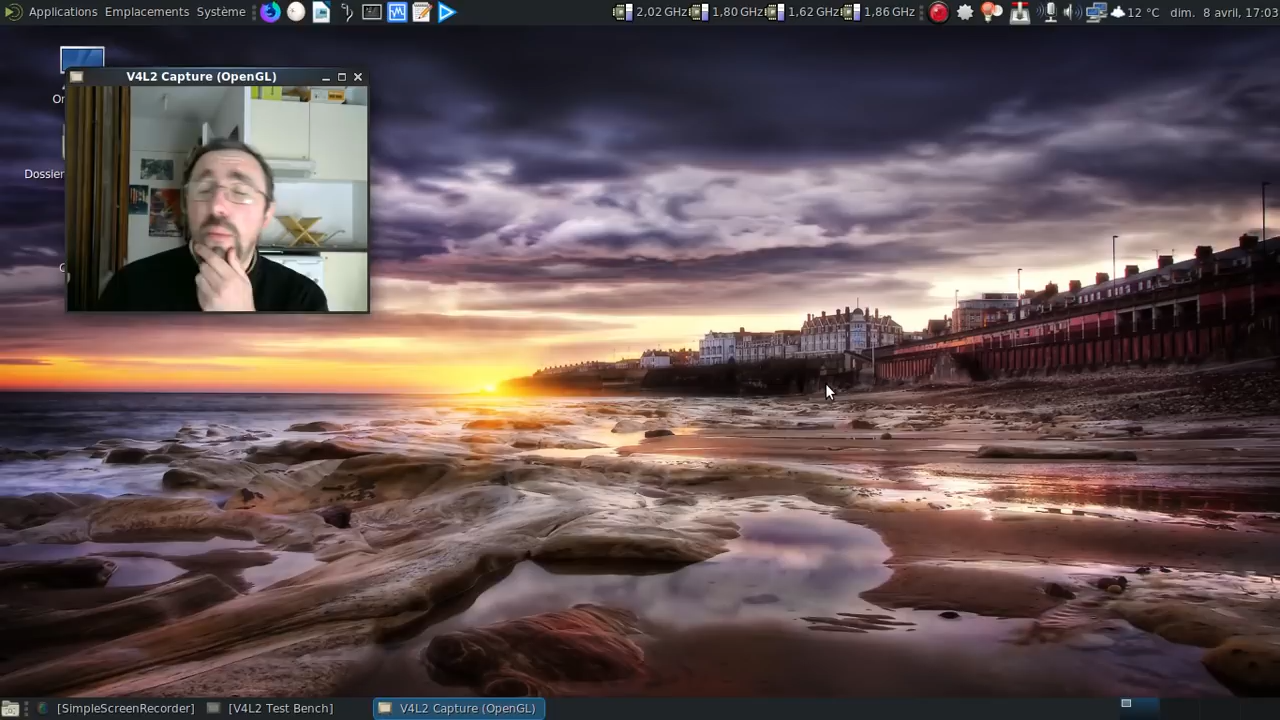 Applications Emplacements Système 2,02 GHz 1,80 GHz 1,62 GHz 1,86 GHz 12 °C dim. 8 avril, 17:03
V4L2 Capture (OpenGL)
Dossier
[SimpleScreenRecorder] [V4L2 Test Bench] V4L2 Capture (OpenGL)